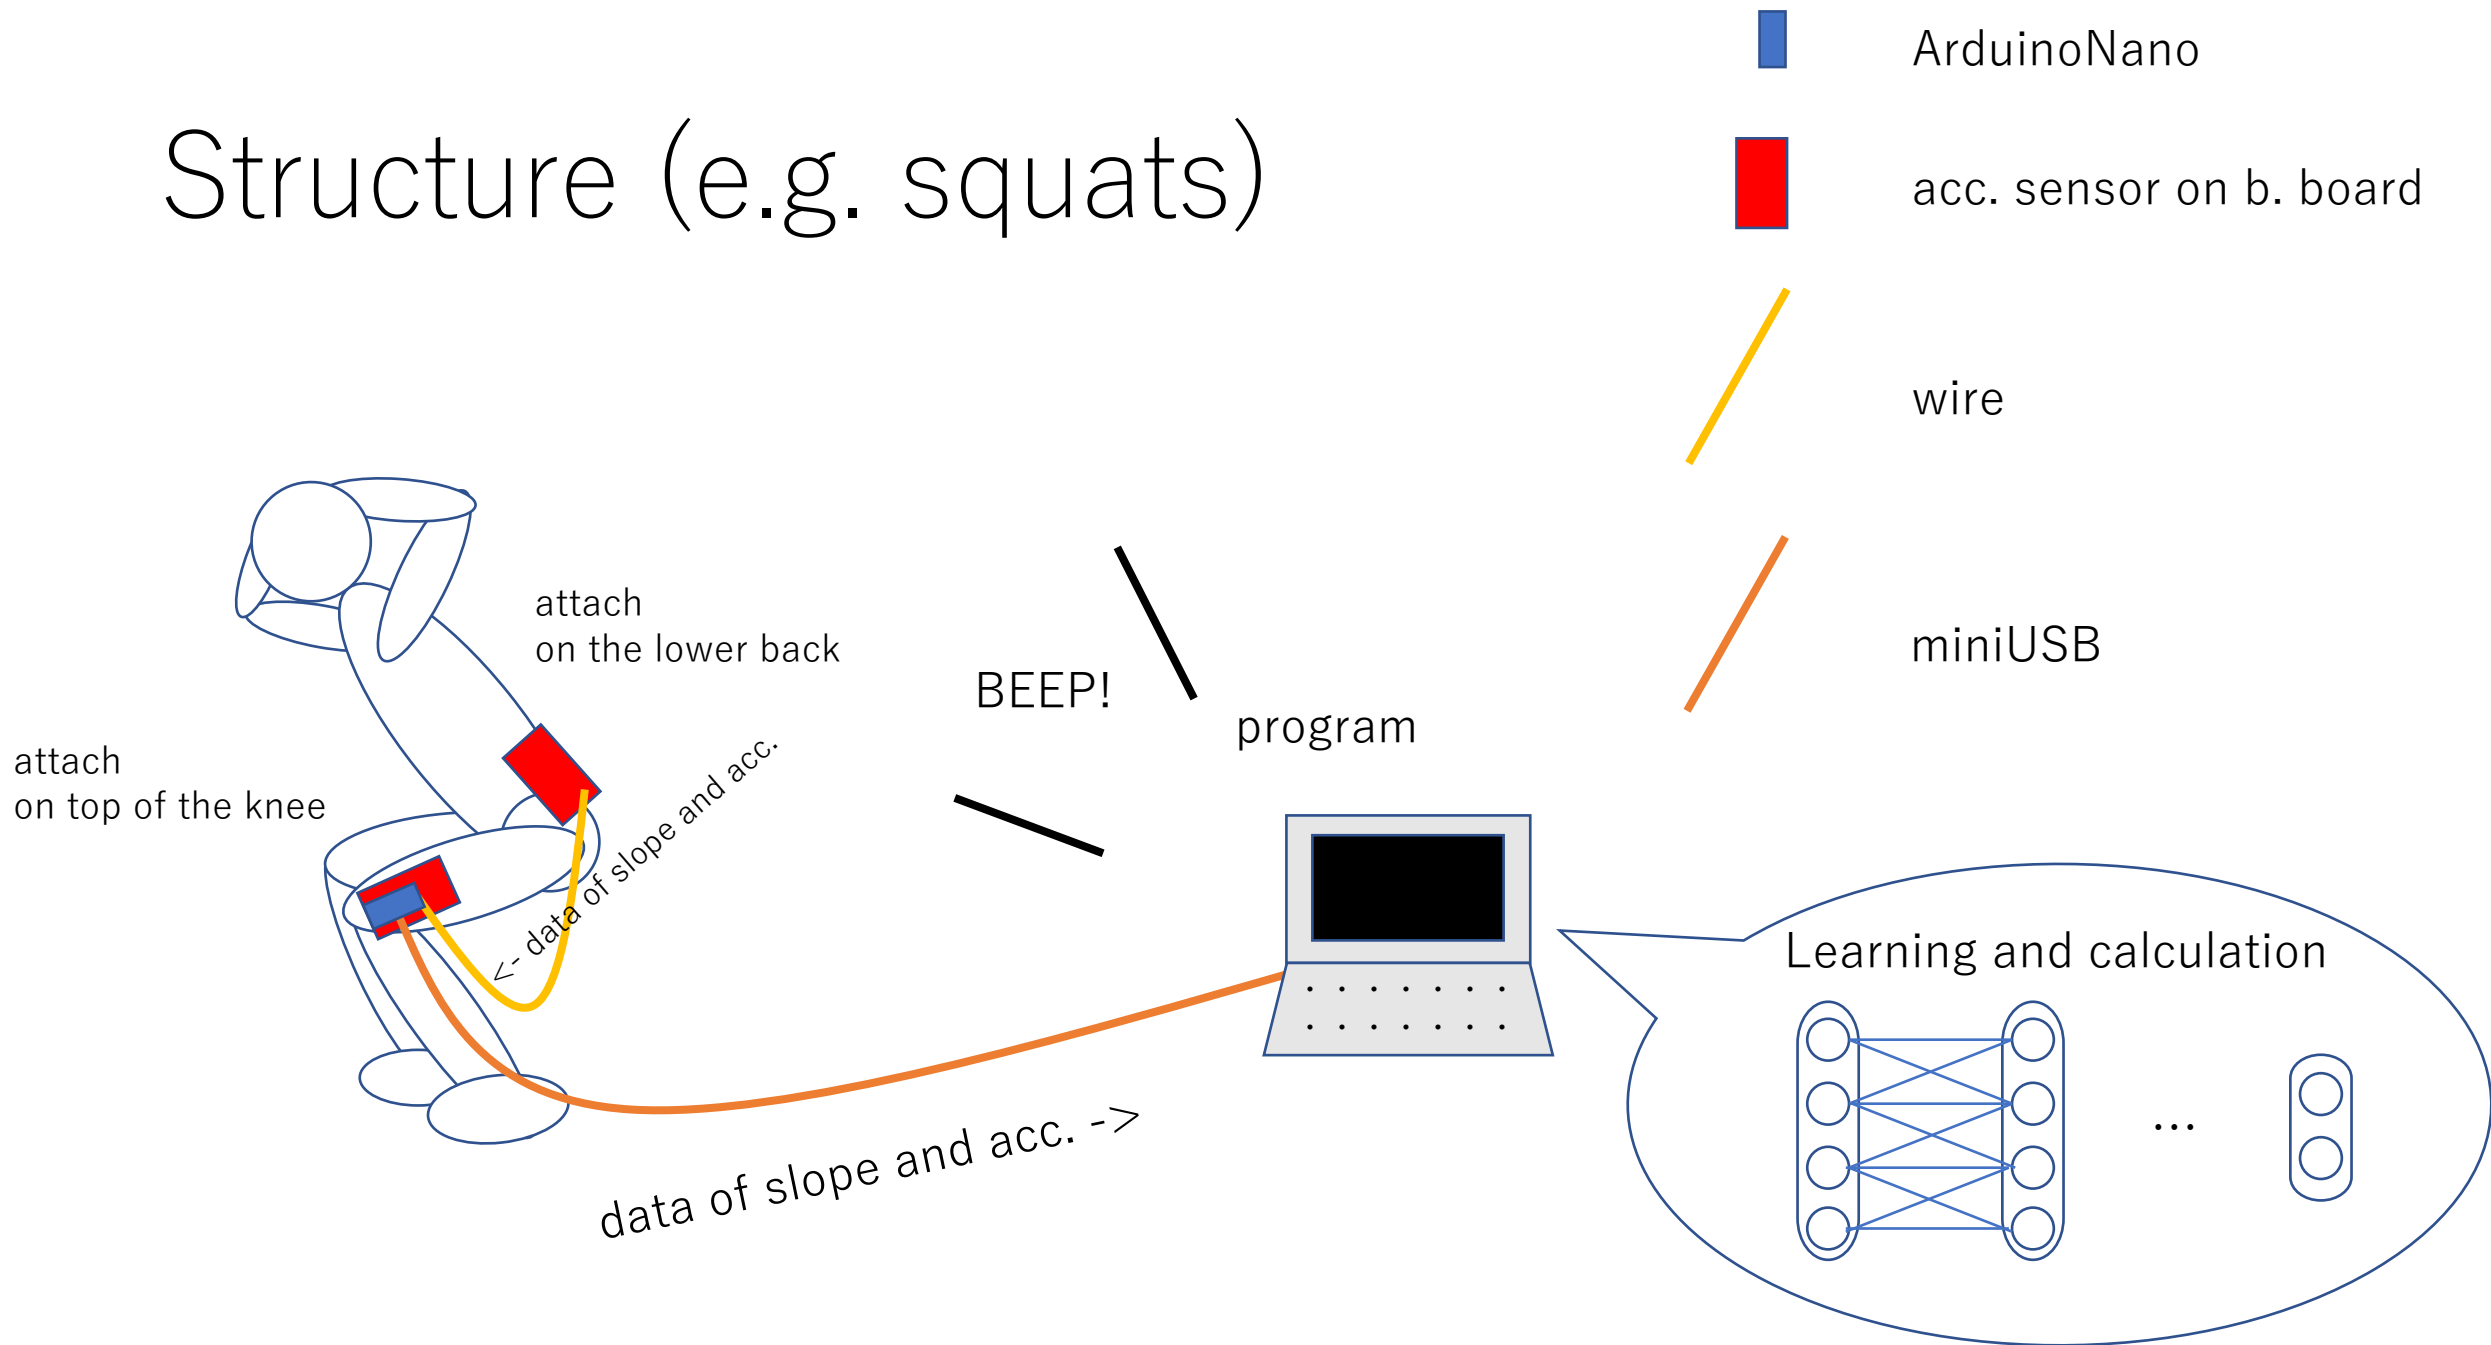 Structure (e.g. squats)
ArduinoNano
acc. sensor on b. board
wire
miniUSB
attach
on the lower back
attach
on top of the knee
<- data of slope and acc.
BEEP!
program
data of slope and acc. ->
Learning and calculation
...